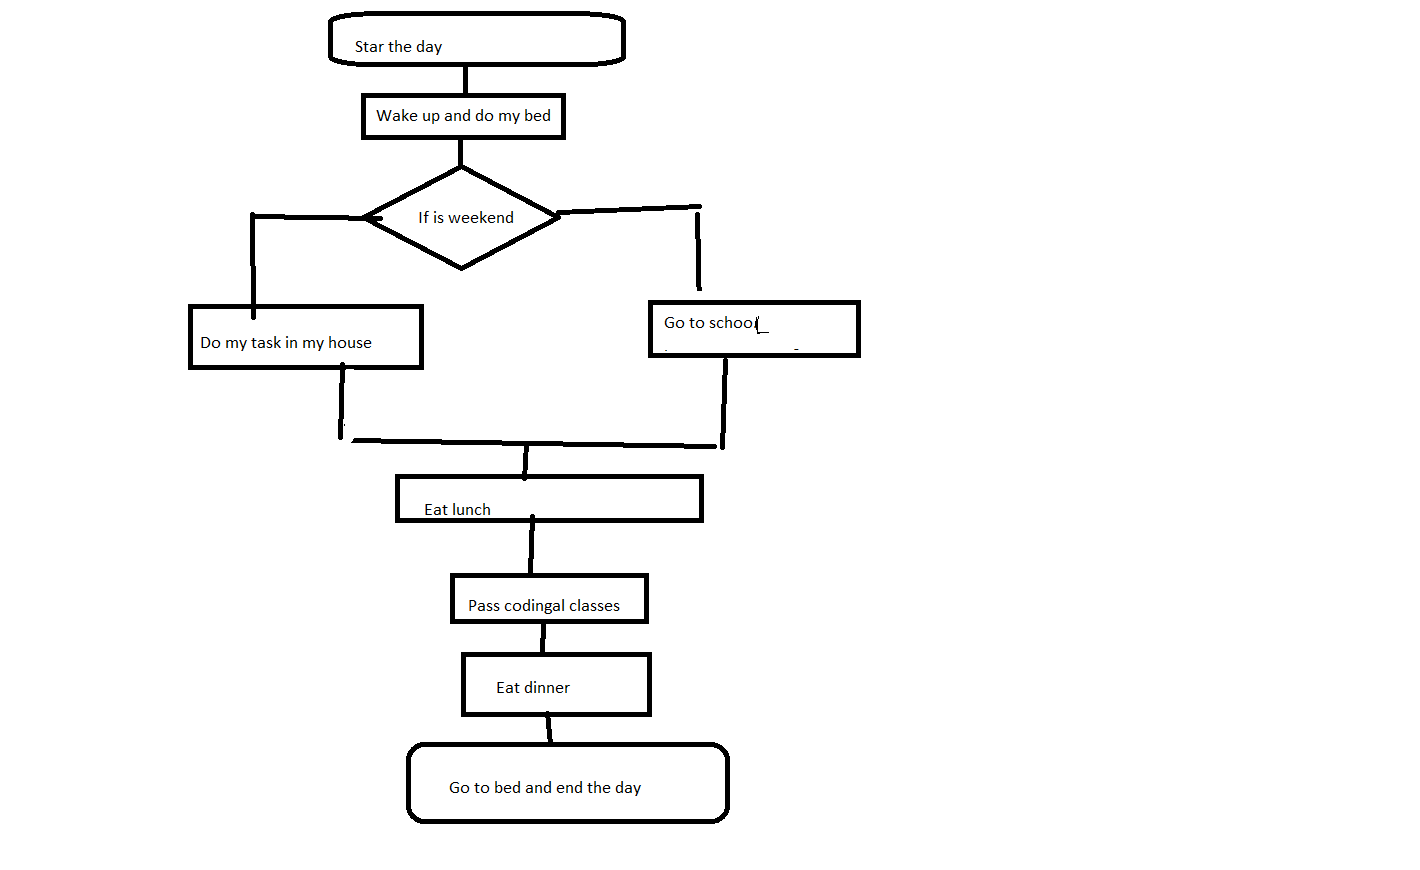 Star the day
Wake up and do my bed
If is weekend
Do my task in my house
Go to school
Eat lunch
Pass codingal classes
Eat dinner
Go to bed and end the day